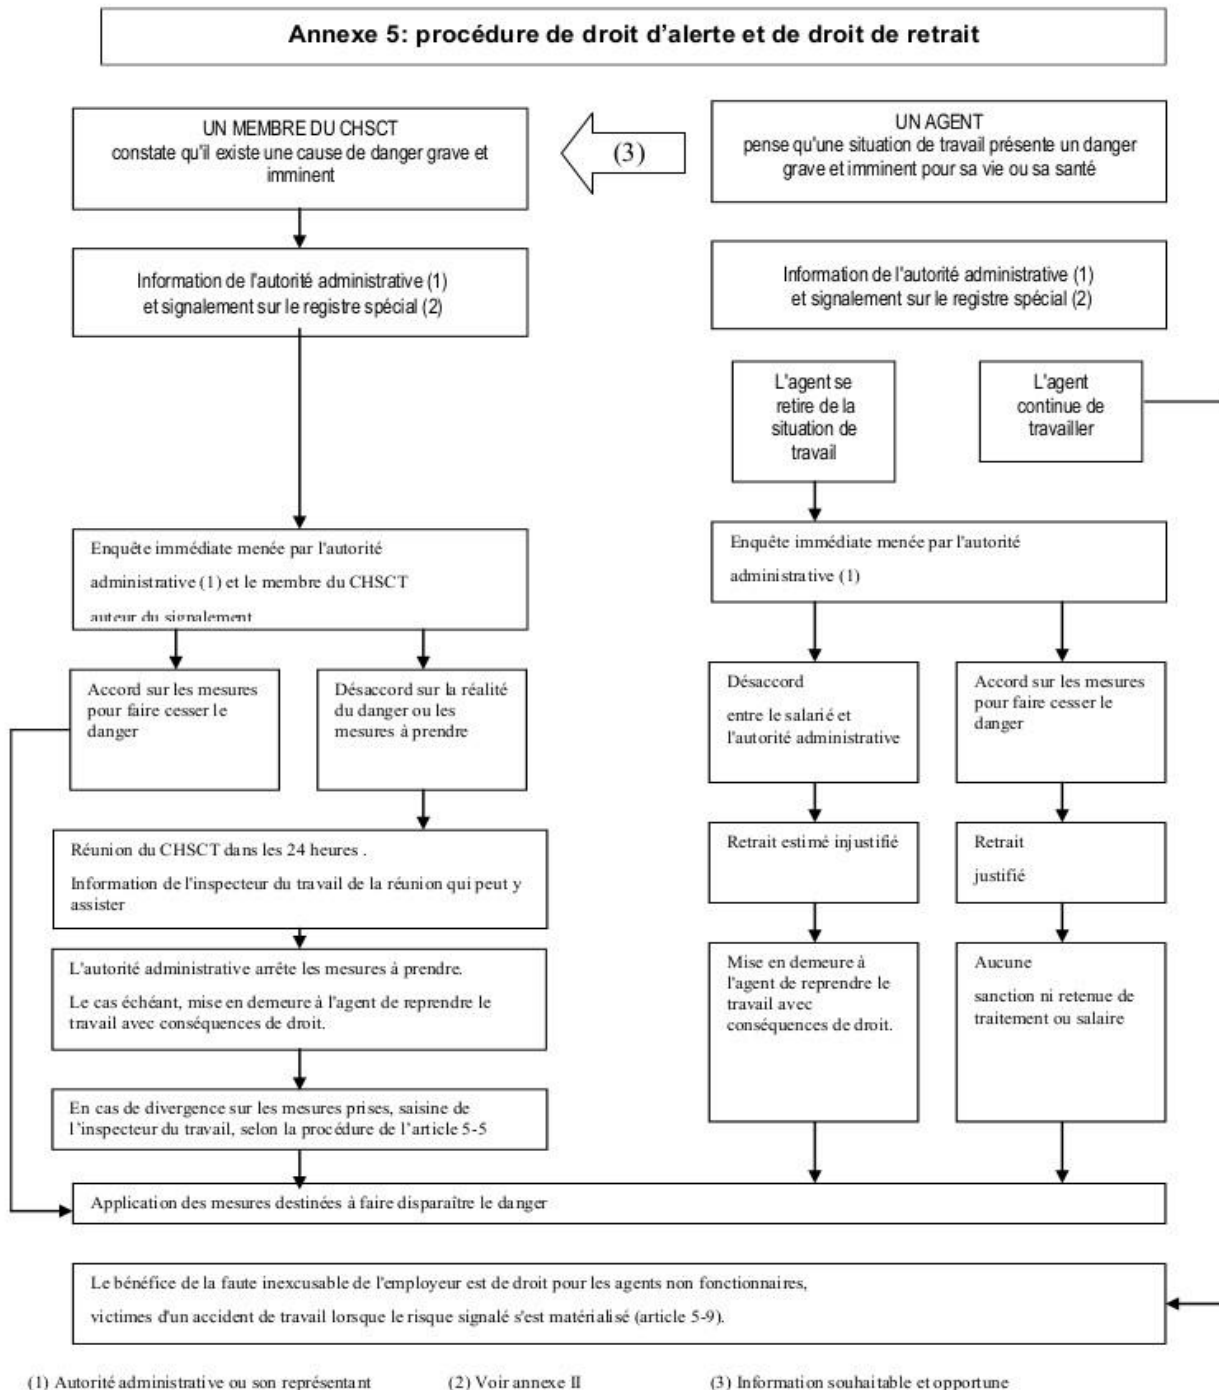 Annexe 5: procédure de droit d'alerte et de droit de retrait
UN MEMBRE DU CHSCT
constate qu'il existe une cause de danger grave et
imminent
(3)
UN AGENT
pense qu'une situation de travail présente un danger
grave et imminent pour sa vie ou sa santé
Information de l'autorité administrative (1)
et signalement sur le registre spécial (2)
Information de l'autorité administrative (1)
et signalement sur le registre spécial (2)
L'agent se
retire de la
situation de
travail
L'agent
continue de
travailler
Enquête immédiate menée par l'autorité
administrative (1) et le membre du CHSCT
auteur du signalement
Enquête immédiate menée par l'autorité
administrative (1)
Accord sur les mesures
pour faire cesser le
danger
Désaccord sur la réalité
du danger ou les
mesures à prendre
Désaccord
entre le salarié et
l'autorité administrative
Accord sur les mesures
pour faire cesser le
danger
Réunion du CHSCT dans les 24 heures .
Information de l'inspecteur du travail de la réunion qui peut y
assister
Retrait estimé injustifié
Retrait
justifié
L'autorité administrative arrête les mesures à prendre.
Le cas échéant, mise en demeure à l'agent de reprendre le
travail avec conséquences de droit.
Mise en demeure à
l'agent de reprendre le
travail avec
conséquences de droit.
Aucune
sanction ni retenue de
traitement ou salaire
En cas de divergence sur les mesures prises, saisine de
l'inspecteur du travail, selon la procédure de l'article 5-5
Application des mesures destinées à faire disparaître le danger
Le bénéfice de la faute inexcusable de l'employeur est de droit pour les agents non fonctionnaires,
victimes d'un accident de travail lorsque le risque signalé s'est matérialisé (article 5-9).
(1) Autorité administrative ou son représentant (2) Voir annexe II (3) Information souhaitable et opportune